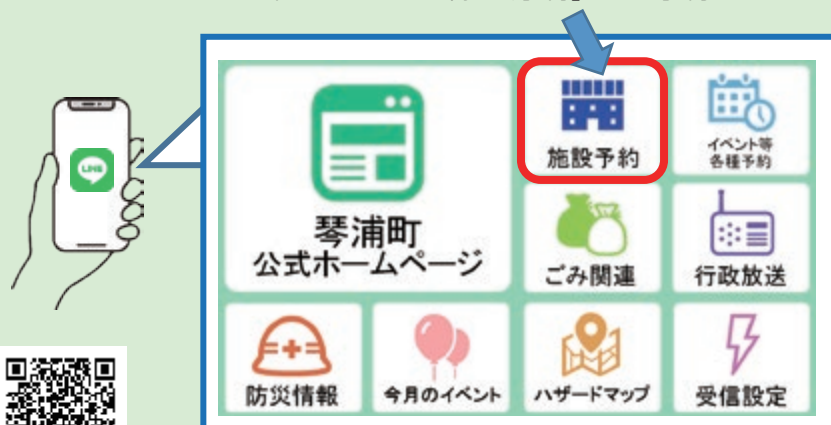 LINE
琴浦町
公式ホームページ
施設予約
イベント等
各種予約
ごみ関連
行政放送
防災情報
今月のイベント
ハザードマップ
受信設定